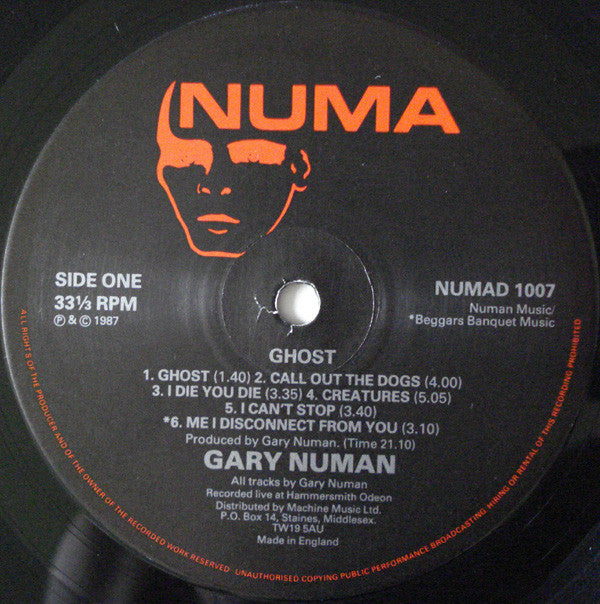 NUMA
SIDE ONE
33⅓ RPM
Ⓟ & © 1987
NUMAD 1007
Numan Music/
*Beggars Banquet Music
GHOST
1. GHOST (1.40) 2. CALL OUT THE DOGS (4.00)
3. I DIE YOU DIE (3.35) 4. CREATURES (5.05)
5. I CAN'T STOP (3.40)
*6. ME I DISCONNECT FROM YOU (3.10)
Produced by Gary Numan. (Time 21.10)
GARY NUMAN
All tracks by Gary Numan
Recorded live at Hammersmith Odeon
Distributed by Machine Music Ltd.
P.O. Box 14, Staines, Middlesex.
TW19 5AU
Made in England
ALL RIGHTS OF THE PRODUCER AND OF THE OWNER OF THE RECORDED WORK RESERVED UNAUTHORISED COPYING PUBLIC PERFORMANCE BROADCASTING HIRING OR RENTAL OF THIS RECORDING PROHIBITED